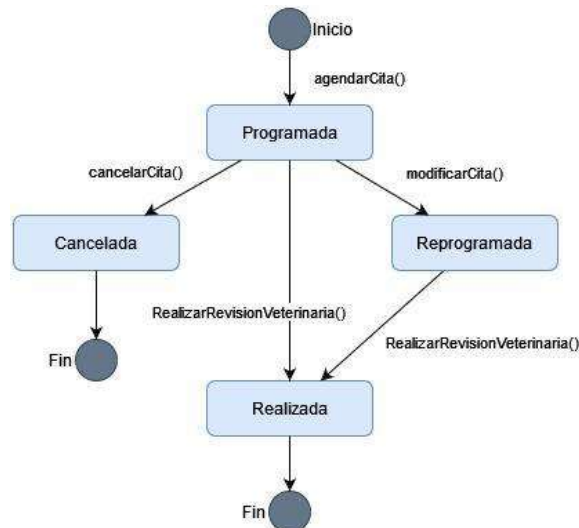 Inicio
agendarCita()
Programada
cancelarCita()
modificarCita()
Cancelada
Reprogramada
RealizarRevisionVeterinaria()
RealizarRevisionVeterinaria()
Fin
Realizada
Fin